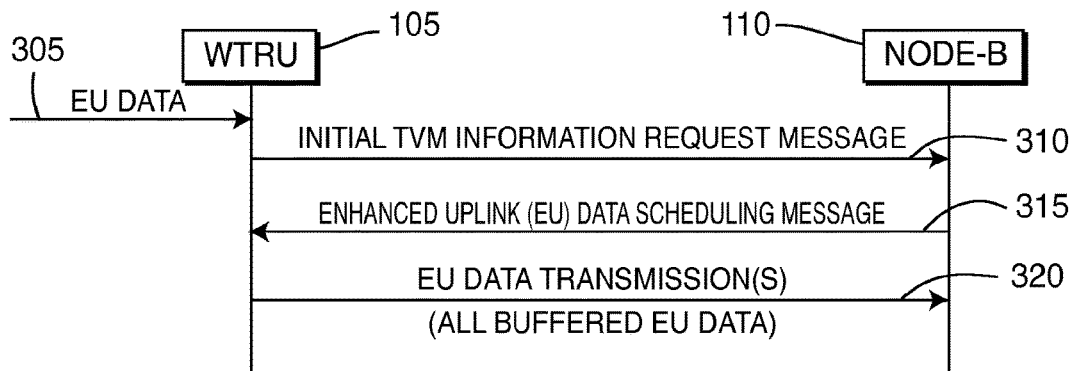 305
WTRU
105
110
NODE-B
EU DATA
INITIAL TVM INFORMATION REQUEST MESSAGE
310
ENHANCED UPLINK (EU) DATA SCHEDULING MESSAGE
315
EU DATA TRANSMISSION(S)
320
(ALL BUFFERED EU DATA)